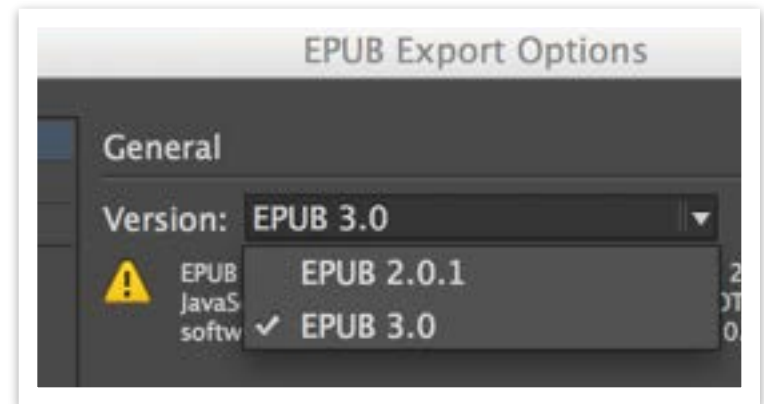 EPUB Export Options
General
Version: EPUB 3.0
EPUB
EPUB 2.0.1
JavaS
softw
EPUB 3.0